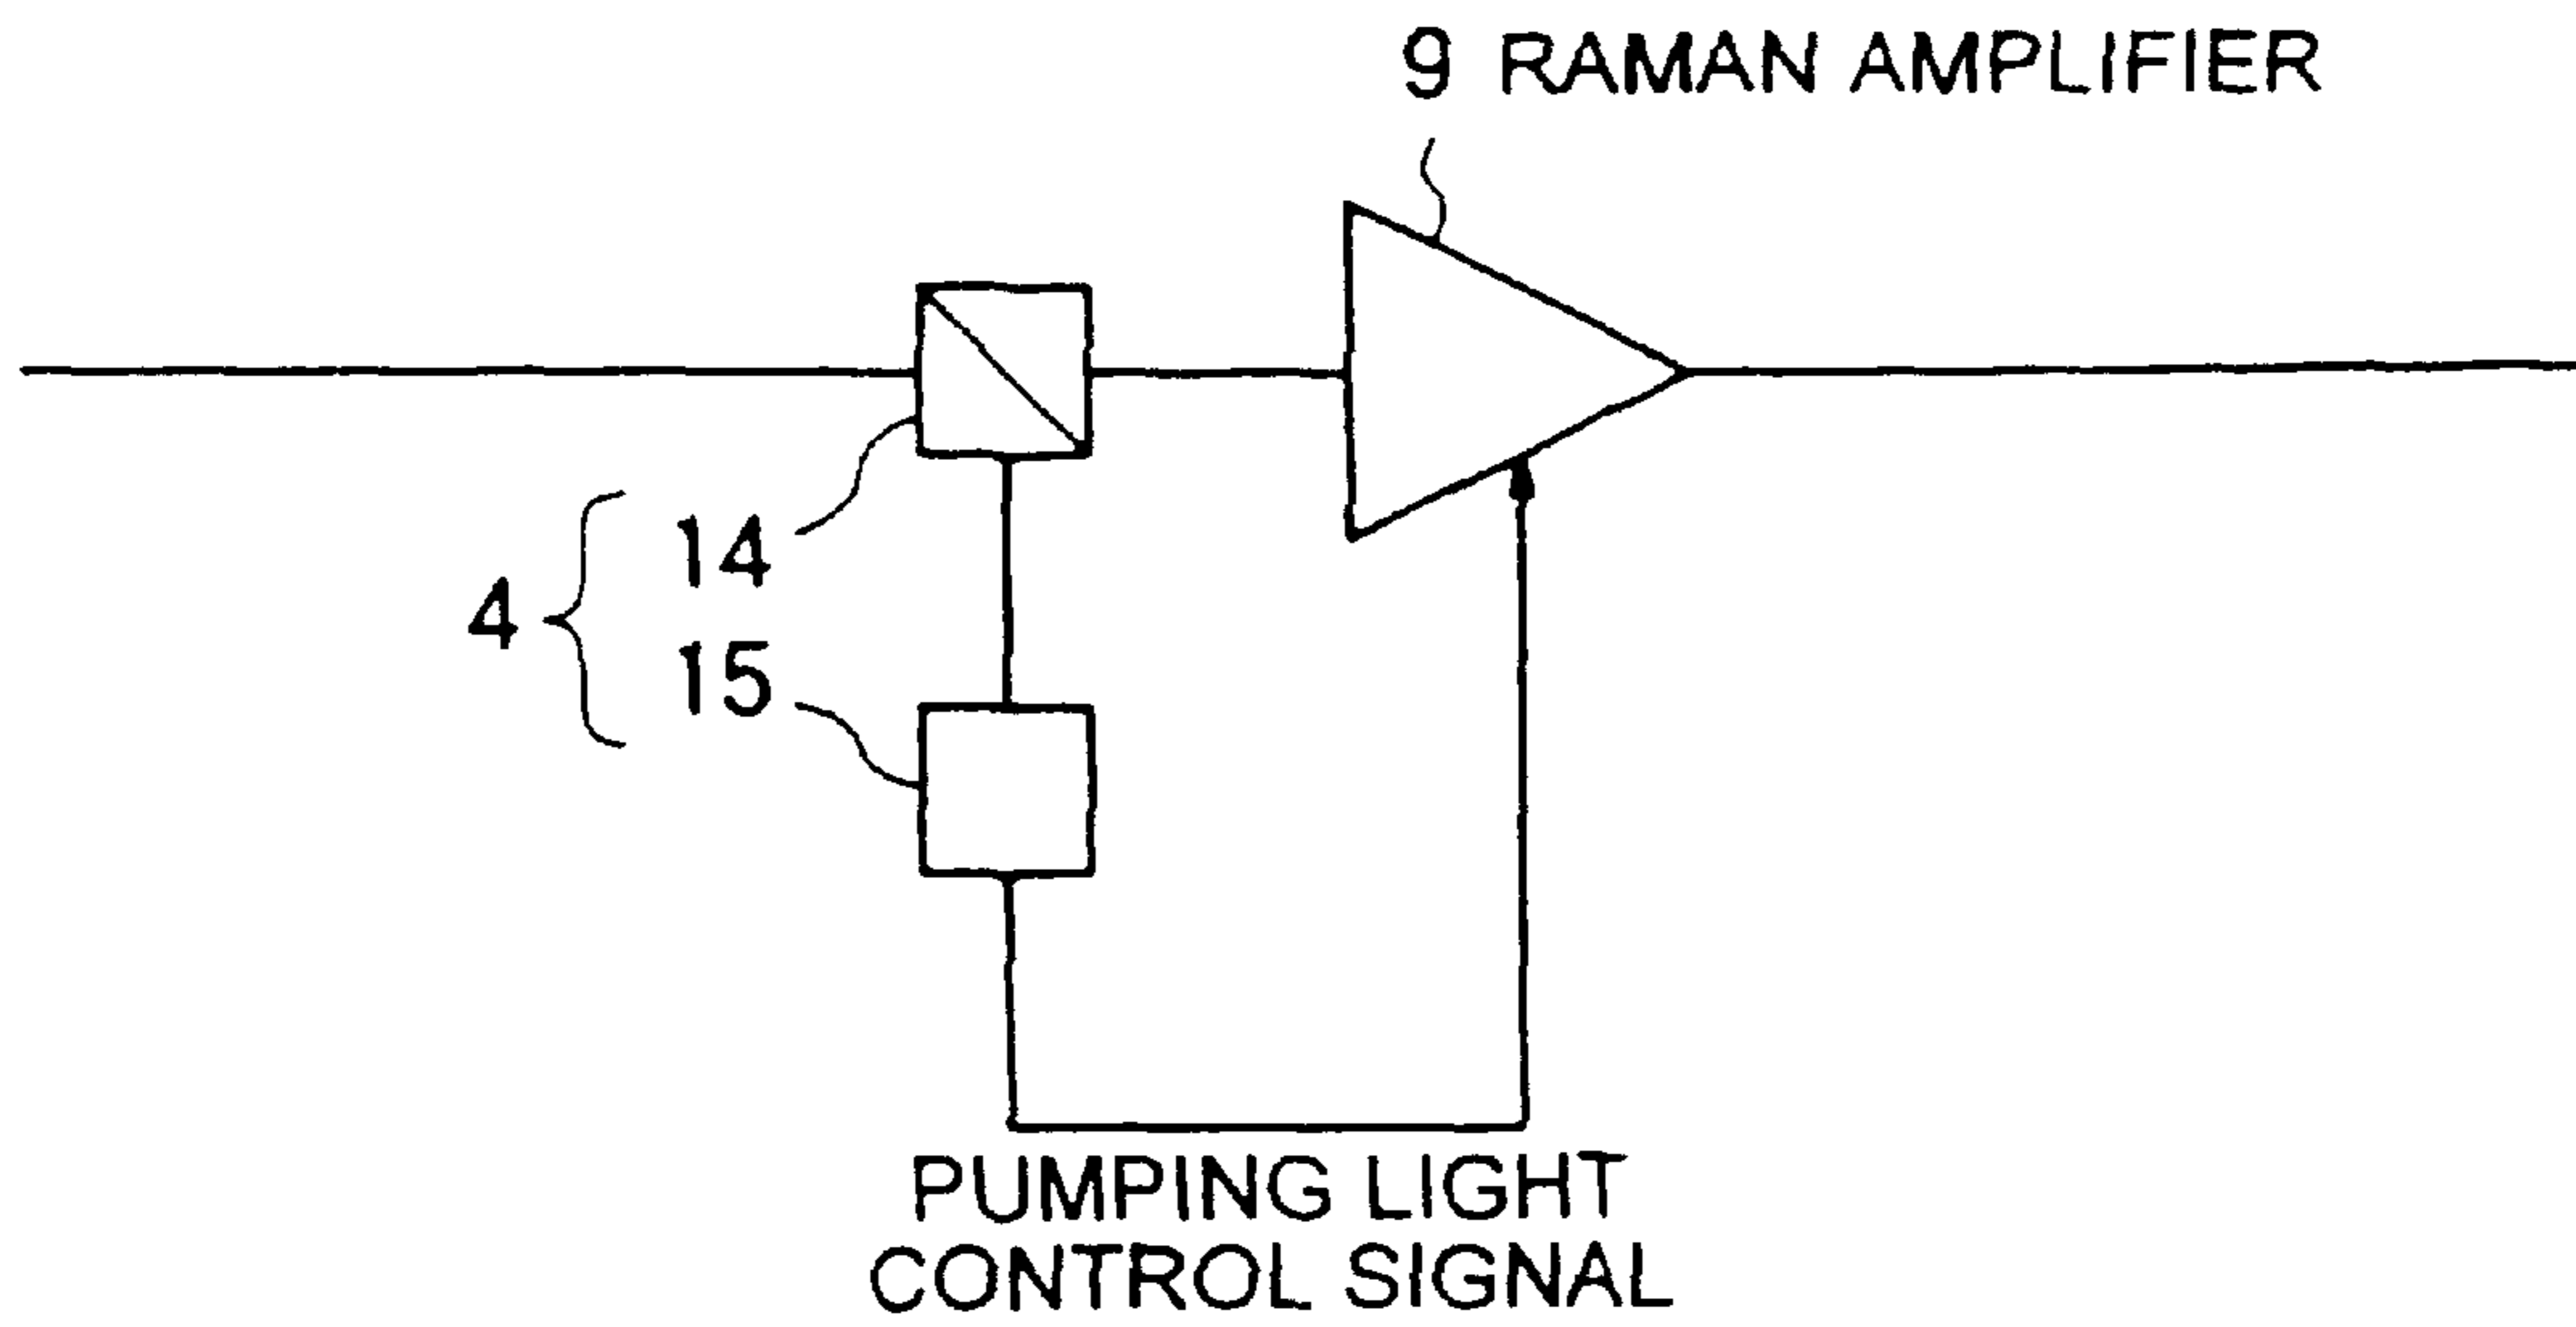 9 RAMAN AMPLIFIER
14
4
15
PUMPING LIGHT
CONTROL SIGNAL